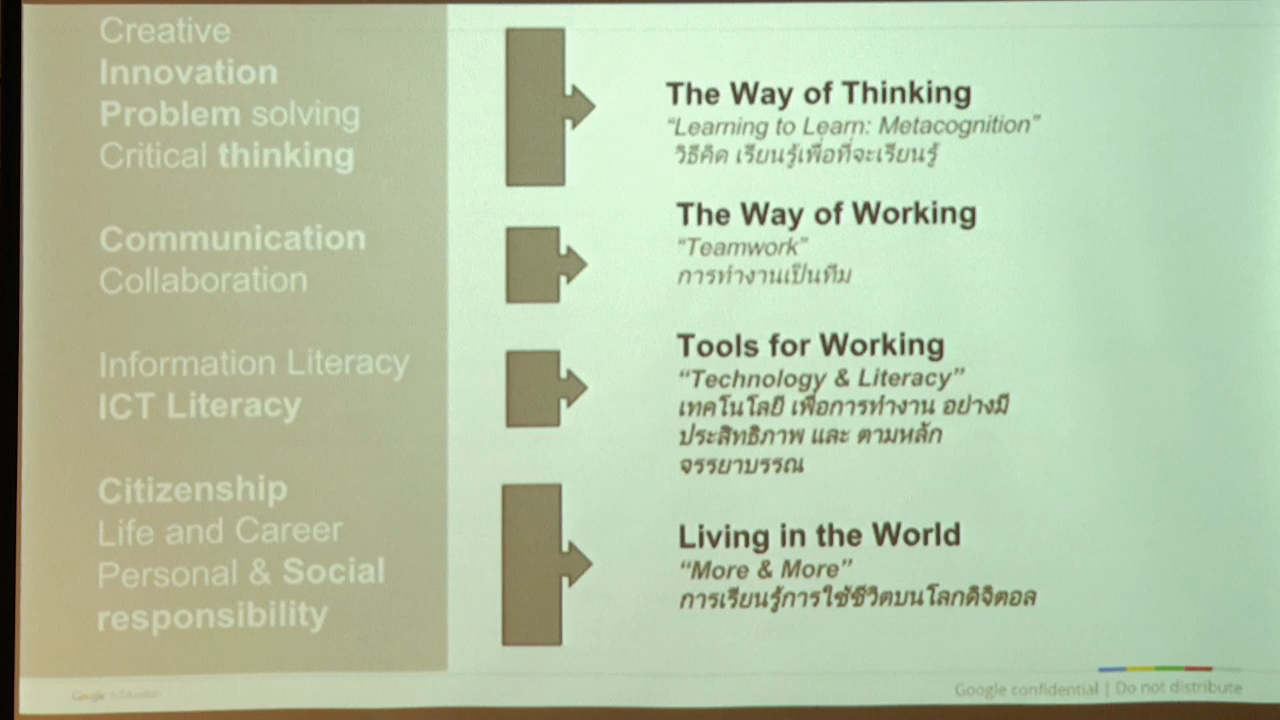 Creative
Innovation
Problem solving
Critical thinking
Communication
Collaboration
Information Literacy
ICT Literacy
Citizenship
Life and Career
Personal & Social
responsibility
The Way of Thinking
“Learning to Learn: Metacognition”
วิธีคิด เรียนรู้เพื่อที่จะเรียนรู้
The Way of Working
“Teamwork”
การทำงานเป็นทีม
Tools for Working
“Technology & Literacy”
เทคโนโลยี เพื่อการทำงาน อย่างมี
ประสิทธิภาพ และ ตามหลัก
จรรยาบรรณ
Living in the World
“More & More”
การเรียนรู้การใช้ชีวิตบนโลกดิจิตอล
Google in Education
Google confidential | Do not distribute